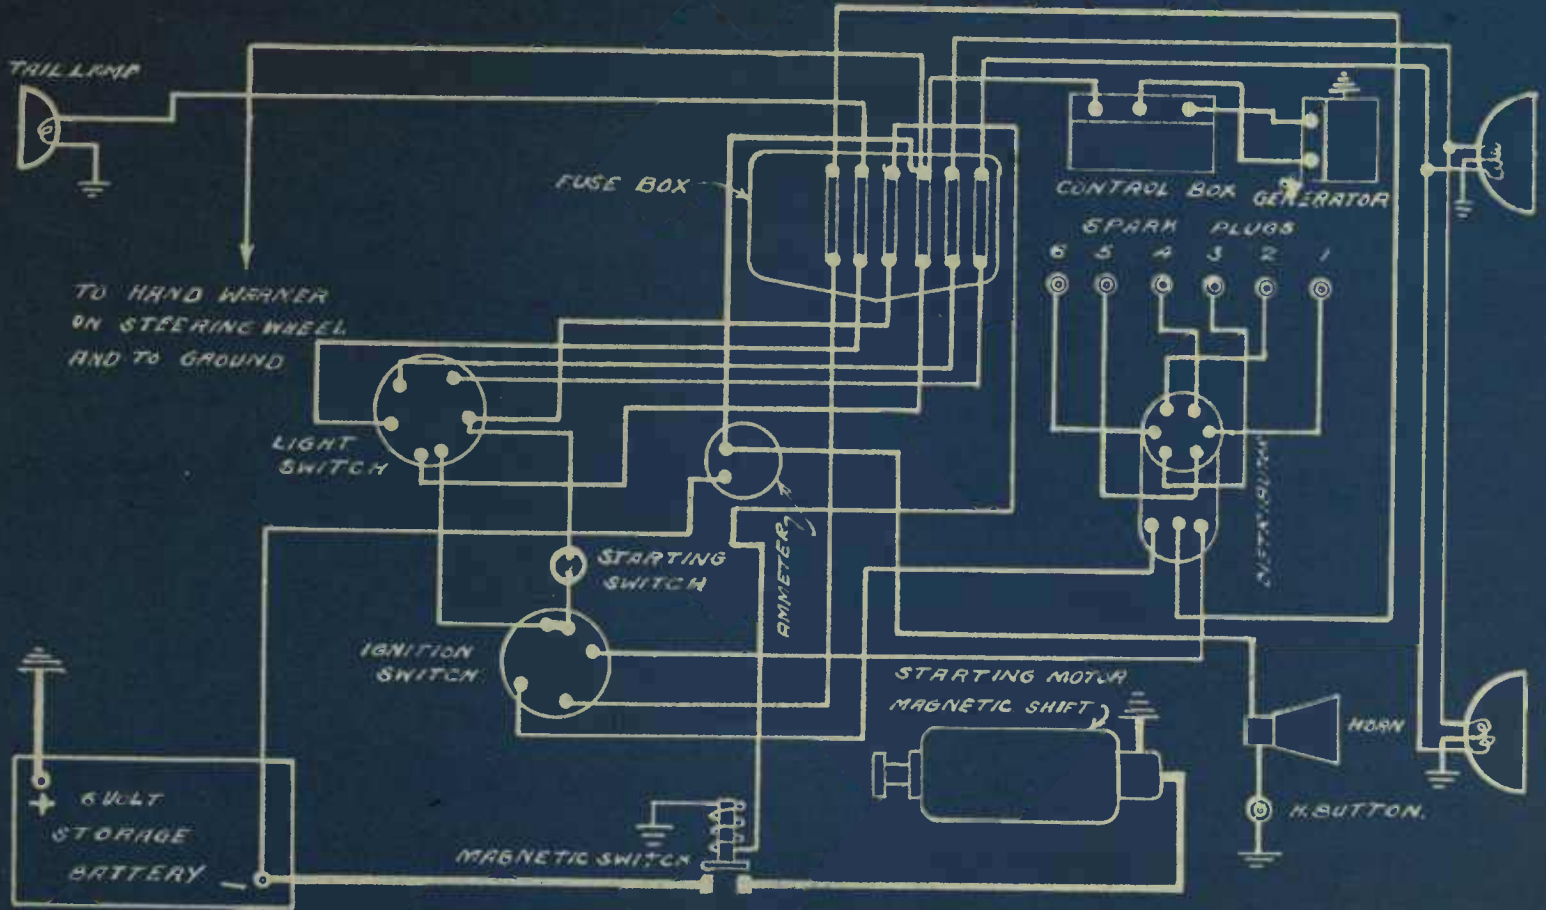 TAIL LAMP
FUSE BOX
CONTROL BOX
GENERATOR
SPARK PLUGS
6 5 4 3 2 1
TO HAND WARMER
ON STEERING WHEEL
AND TO GROUND
LIGHT
SWITCH
DISTRIBUTOR
STARTING
SWITCH
AMMETER
IGNITION
SWITCH
STARTING MOTOR
MAGNETIC SHIFT
HORN
+ 6 VOLT
STORAGE
BATTERY -
H. BUTTON.
MAGNETIC SWITCH